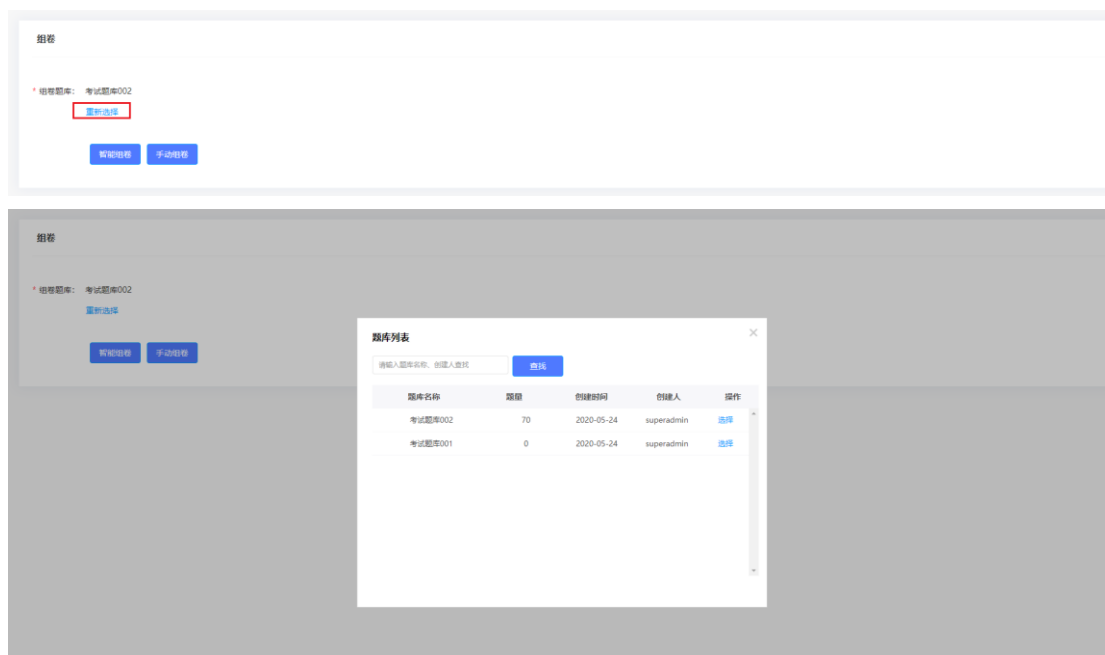 组卷
* 组卷题库： 考试题库002
重新选择
智能组卷 手动组卷
组卷
* 组卷题库： 考试题库002
重新选择
智能组卷 手动组卷
题库列表
请输入题库名称、创建人查找 查找
题库名称 题量 创建时间 创建人 操作
考试题库002 70 2020-05-24 superadmin 选择
考试题库001 0 2020-05-24 superadmin 选择